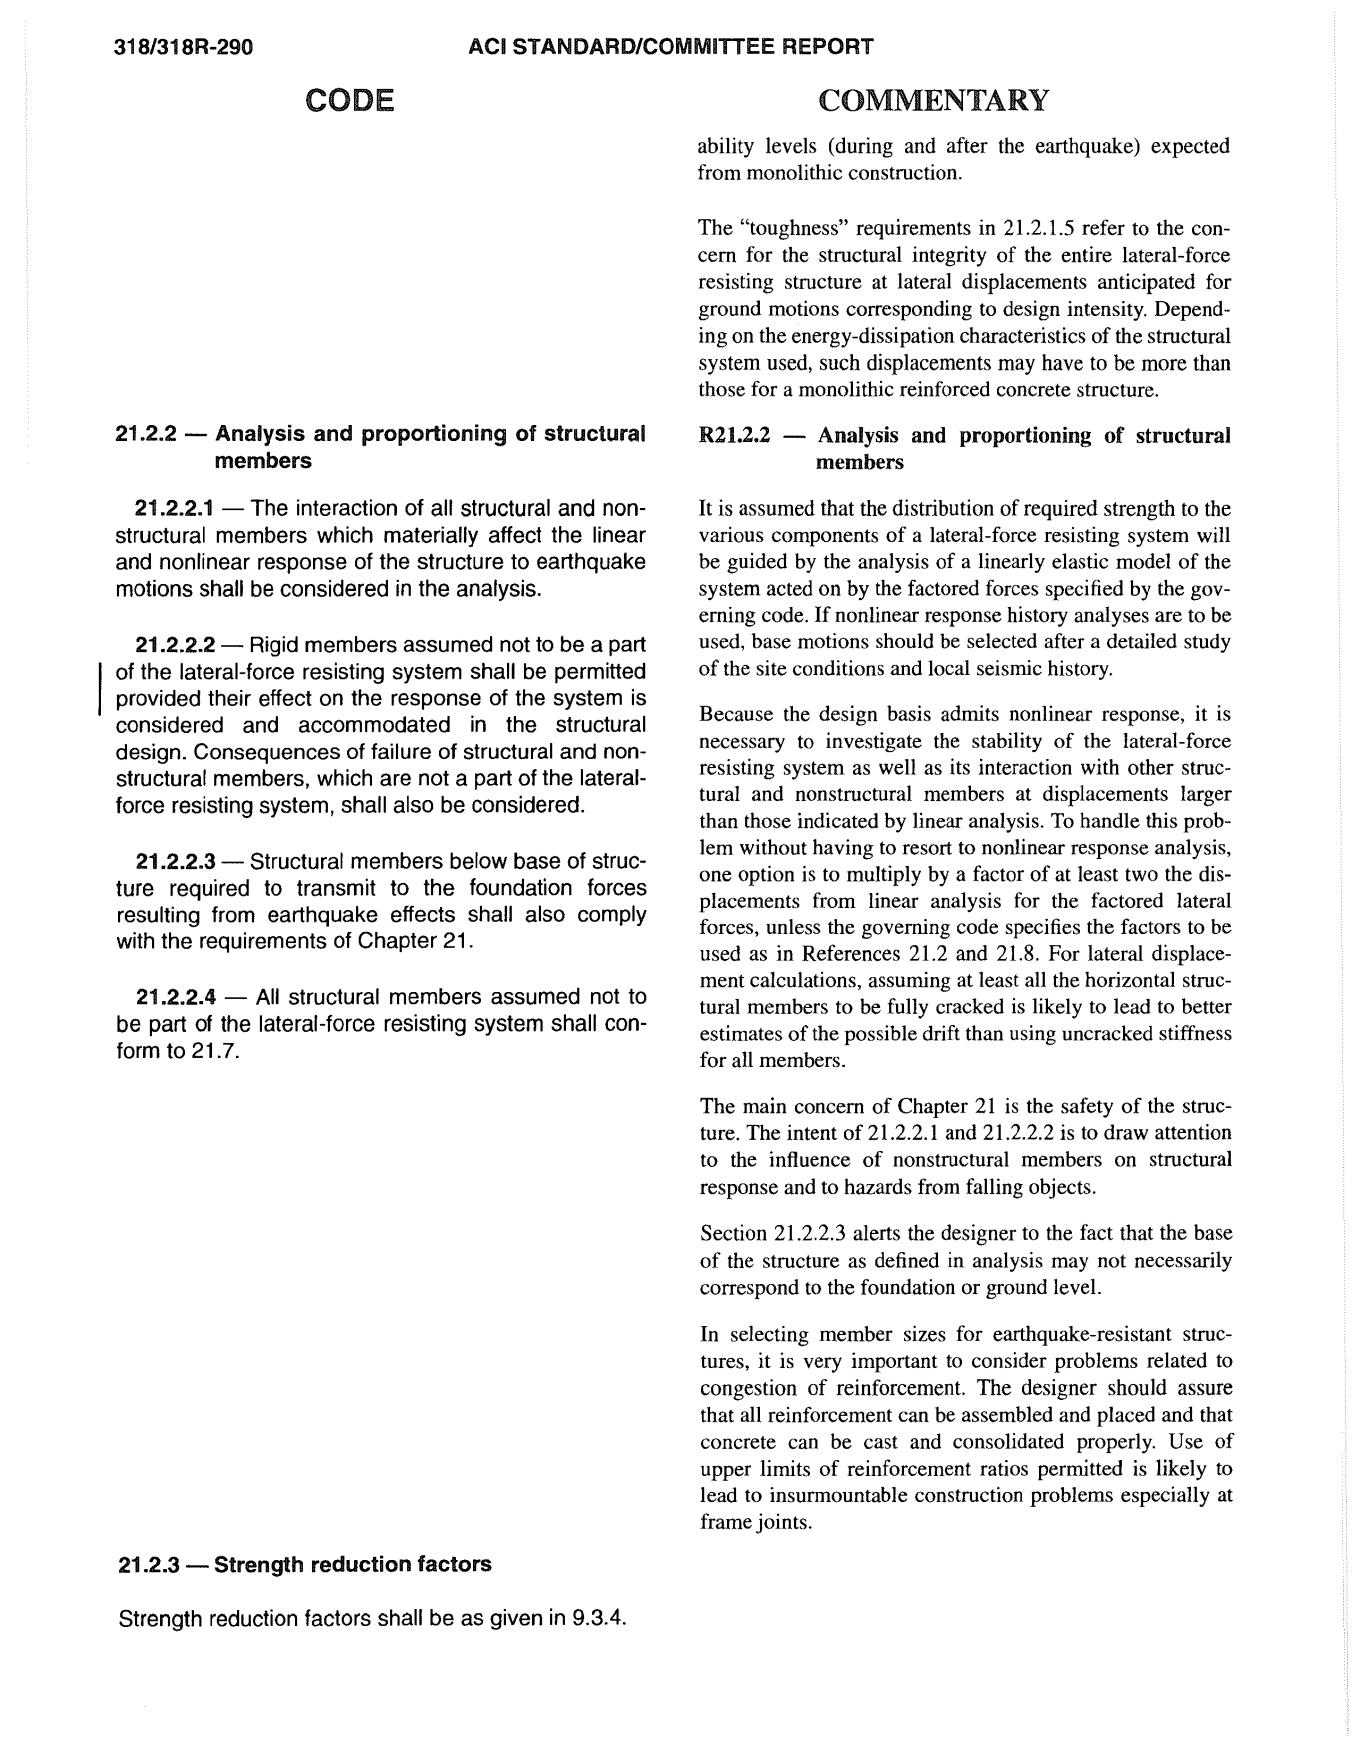 318/318R-290
ACI STANDARD/COMMITTEE REPORT
CODE
21.2.2 — Analysis and proportioning of structural
members
21.2.2.1 — The interaction of all structural and non-
structural members which materially affect the linear
and nonlinear response of the structure to earthquake
motions shall be considered in the analysis.
21.2.2.2 — Rigid members assumed not to be a part
of the lateral-force resisting system shall be permitted
provided their effect on the response of the system is
considered and accommodated in the structural
design. Consequences of failure of structural and non-
structural members, which are not a part of the lateral-
force resisting system, shall also be considered.
21.2.2.3 — Structural members below base of struc-
ture required to transmit to the foundation forces
resulting from earthquake effects shall also comply
with the requirements of Chapter 21.
21.2.2.4 — All structural members assumed not to
be part of the lateral-force resisting system shall con-
form to 21.7.
21.2.3 — Strength reduction factors
Strength reduction factors shall be as given in 9.3.4.
COMMENTARY
ability levels (during and after the earthquake) expected
from monolithic construction.
The “toughness” requirements in 21.2.1.5 refer to the con-
cern for the structural integrity of the entire lateral-force
resisting structure at lateral displacements anticipated for
ground motions corresponding to design intensity. Depend-
ing on the energy-dissipation characteristics of the structural
system used, such displacements may have to be more than
those for a monolithic reinforced concrete structure.
R21.2.2 — Analysis and proportioning of structural
members
It is assumed that the distribution of required strength to the
various components of a lateral-force resisting system will
be guided by the analysis of a linearly elastic model of the
system acted on by the factored forces specified by the gov-
erning code. If nonlinear response history analyses are to be
used, base motions should be selected after a detailed study
of the site conditions and local seismic history.
Because the design basis admits nonlinear response, it is
necessary to investigate the stability of the lateral-force
resisting system as well as its interaction with other struc-
tural and nonstructural members at displacements larger
than those indicated by linear analysis. To handle this prob-
lem without having to resort to nonlinear response analysis,
one option is to multiply by a factor of at least two the dis-
placements from linear analysis for the factored lateral
forces, unless the governing code specifies the factors to be
used as in References 21.2 and 21.8. For lateral displace-
ment calculations, assuming at least all the horizontal struc-
tural members to be fully cracked is likely to lead to better
estimates of the possible drift than using uncracked stiffness
for all members.
The main concern of Chapter 21 is the safety of the struc-
ture. The intent of 21.2.2.1 and 21.2.2.2 is to draw attention
to the influence of nonstructural members on structural
response and to hazards from falling objects.
Section 21.2.2.3 alerts the designer to the fact that the base
of the structure as defined in analysis may not necessarily
correspond to the foundation or ground level.
In selecting member sizes for earthquake-resistant struc-
tures, it is very important to consider problems related to
congestion of reinforcement. The designer should assure
that all reinforcement can be assembled and placed and that
concrete can be cast and consolidated properly. Use of
upper limits of reinforcement ratios permitted is likely to
lead to insurmountable construction problems especially at
frame joints.